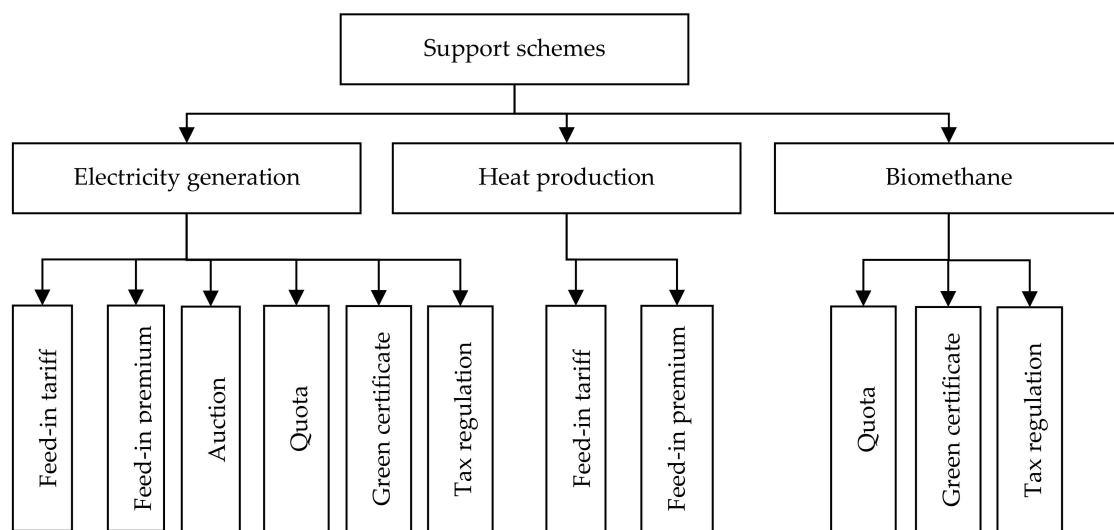 Support schemes
Electricity generation
Heat production
Biomethane
Feed-in tariff
Feed-in premium
Auction
Quota
Green certificate
Tax regulation
Feed-in tariff
Feed-in premium
Quota
Green certificate
Tax regulation